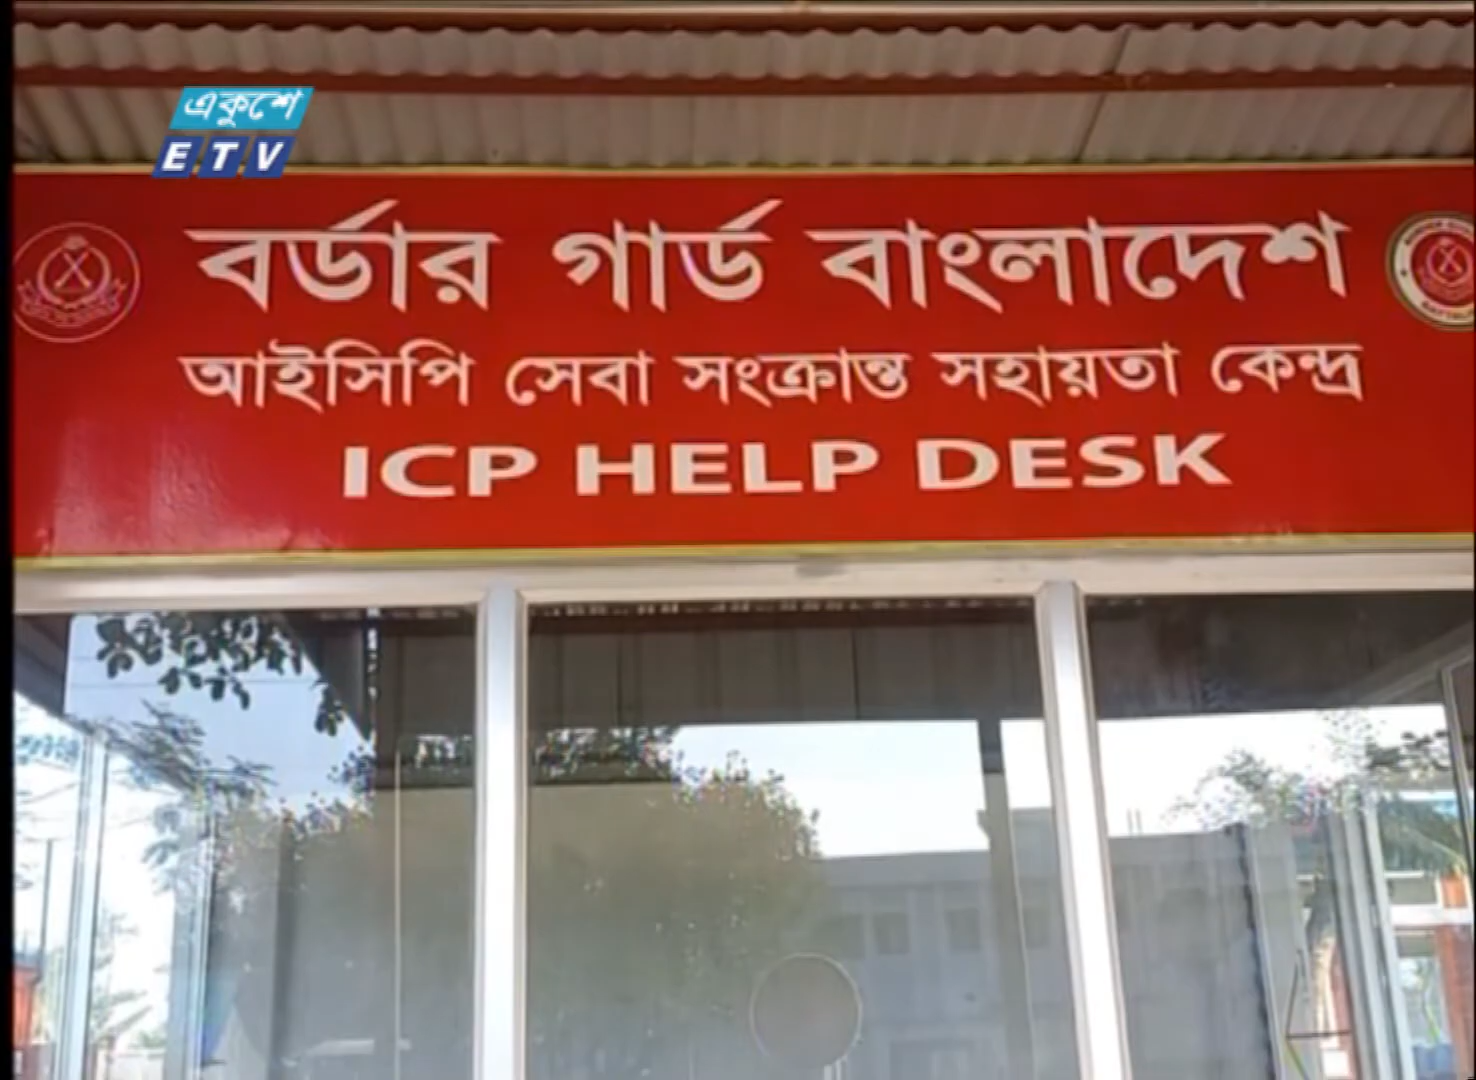 একুশে
ETV
বর্ডার গার্ড বাংলাদেশ
আইসিপি সেবা সংক্রান্ত সহায়তা কেন্দ্র
ICP HELP DESK